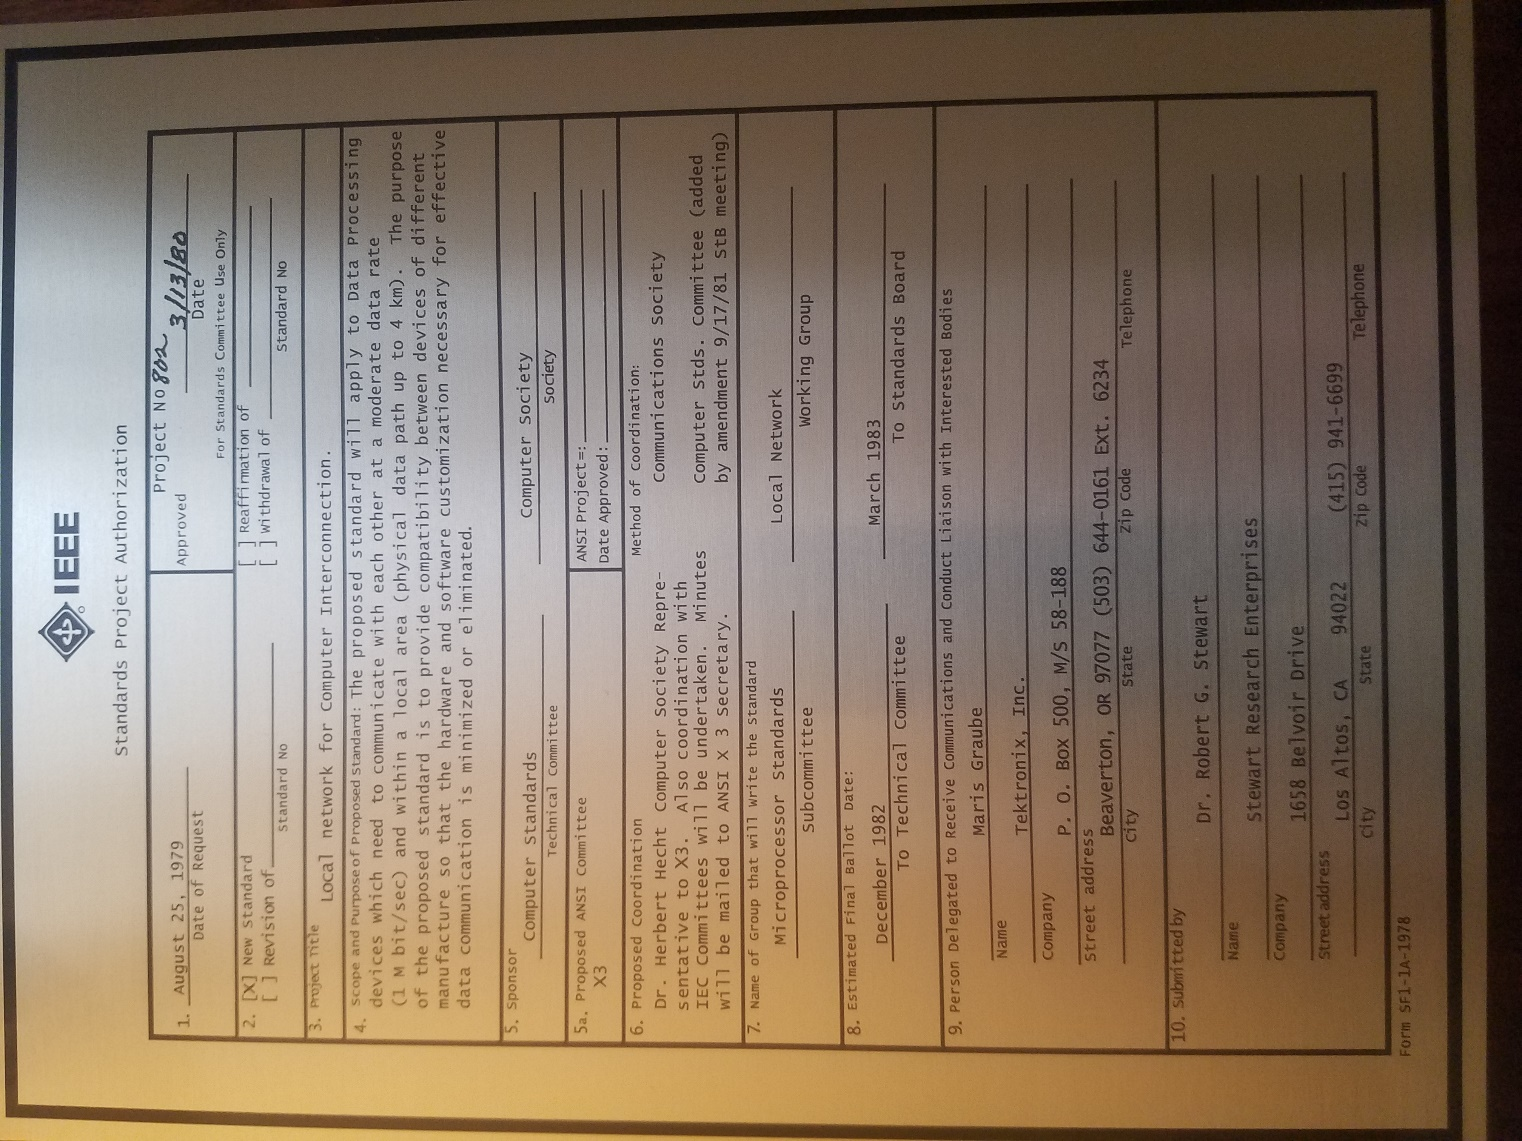 IEEE
Standards Project Authorization
1. August 25, 1979
Date of Request
Project No 802
Approved 3/13/80
Date
For Standards Committee Use Only
2. [X] New Standard
[ ] Revision of
Standard No
[ ] Reaffirmation of
[ ] Withdrawal of
Standard No
3. Project Title
Local network for Computer Interconnection.
4. Scope and Purpose of Proposed Standard: The proposed standard will apply to Data Processing
devices which need to communicate with each other at a moderate data rate
(1 M bit/sec) and within a local area (physical data path up to 4 km). The purpose
of the proposed standard is to provide compatibility between devices of different
manufacture so that the hardware and software customization necessary for effective
data communication is minimized or eliminated.
5. Sponsor
Computer Standards
Technical Committee
Computer Society
Society
5a. Proposed ANSI Committee
X3
ANSI Project=:
Date Approved:
6. Proposed Coordination
Dr. Herbert Hecht Computer Society Repre-
sentative to X3. Also coordination with
IEC Committees will be undertaken. Minutes
will be mailed to ANSI X 3 Secretary.
Method of Coordination:
Communications Society
Computer Stds. Committee (added
by amendment 9/17/81 StB meeting)
7. Name of Group that will Write the Standard
Microprocessor Standards
Subcommittee
Local Network
Working Group
8. Estimated Final Ballot Date:
December 1982
To Technical Committee
March 1983
To Standards Board
9. Person Delegated to Receive Communications and Conduct Liaison with Interested Bodies
Maris Graube
Name
Tektronix, Inc.
Company
P. O. Box 500, M/S 58-188
Street address
Beaverton, OR 97077 (503) 644-0161 Ext. 6234
City State Zip Code Telephone
10. Submitted by
Dr. Robert G. Stewart
Name
Stewart Research Enterprises
Company
1658 Belvoir Drive
Street address
Los Altos, CA 94022 (415) 941-6699
City State Zip Code Telephone
Form SF1-1A-1978